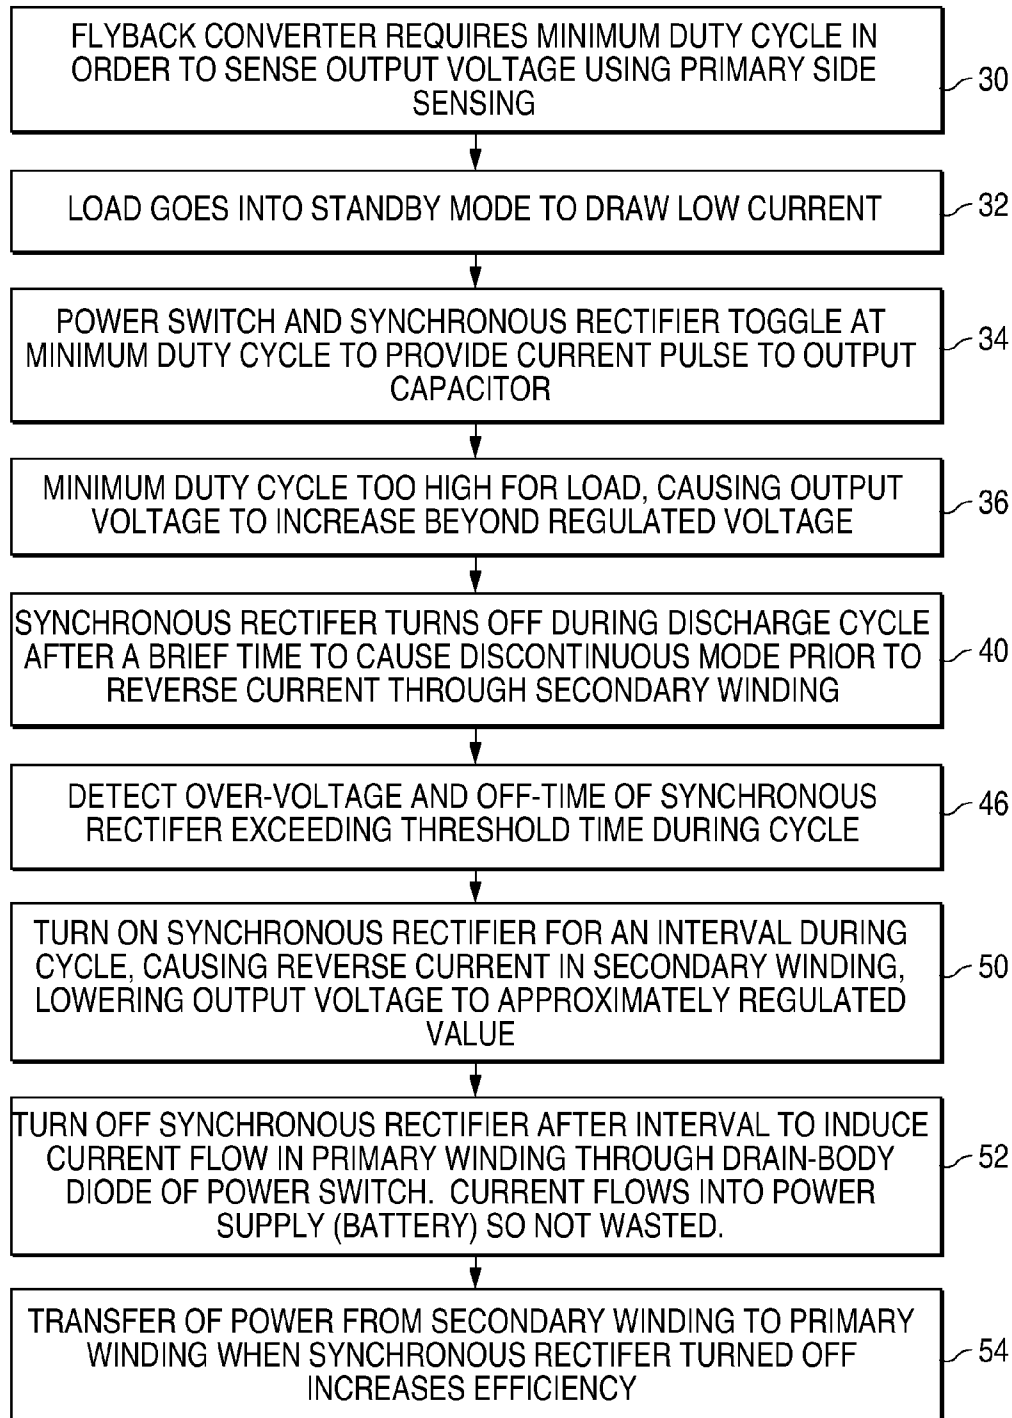 FLYBACK CONVERTER REQUIRES MINIMUM DUTY CYCLE IN
ORDER TO SENSE OUTPUT VOLTAGE USING PRIMARY SIDE
SENSING
30
LOAD GOES INTO STANDBY MODE TO DRAW LOW CURRENT
32
POWER SWITCH AND SYNCHRONOUS RECTIFIER TOGGLE AT
MINIMUM DUTY CYCLE TO PROVIDE CURRENT PULSE TO OUTPUT
CAPACITOR
34
MINIMUM DUTY CYCLE TOO HIGH FOR LOAD, CAUSING OUTPUT
VOLTAGE TO INCREASE BEYOND REGULATED VOLTAGE
36
SYNCHRONOUS RECTIFER TURNS OFF DURING DISCHARGE CYCLE
AFTER A BRIEF TIME TO CAUSE DISCONTINUOUS MODE PRIOR TO
REVERSE CURRENT THROUGH SECONDARY WINDING
40
DETECT OVER-VOLTAGE AND OFF-TIME OF SYNCHRONOUS
RECTIFER EXCEEDING THRESHOLD TIME DURING CYCLE
46
TURN ON SYNCHRONOUS RECTIFIER FOR AN INTERVAL DURING
CYCLE, CAUSING REVERSE CURRENT IN SECONDARY WINDING,
LOWERING OUTPUT VOLTAGE TO APPROXIMATELY REGULATED
VALUE
50
TURN OFF SYNCHRONOUS RECTIFIER AFTER INTERVAL TO INDUCE
CURRENT FLOW IN PRIMARY WINDING THROUGH DRAIN-BODY
DIODE OF POWER SWITCH. CURRENT FLOWS INTO POWER
SUPPLY (BATTERY) SO NOT WASTED.
52
TRANSFER OF POWER FROM SECONDARY WINDING TO PRIMARY
WINDING WHEN SYNCHRONOUS RECTIFER TURNED OFF
INCREASES EFFICIENCY
54